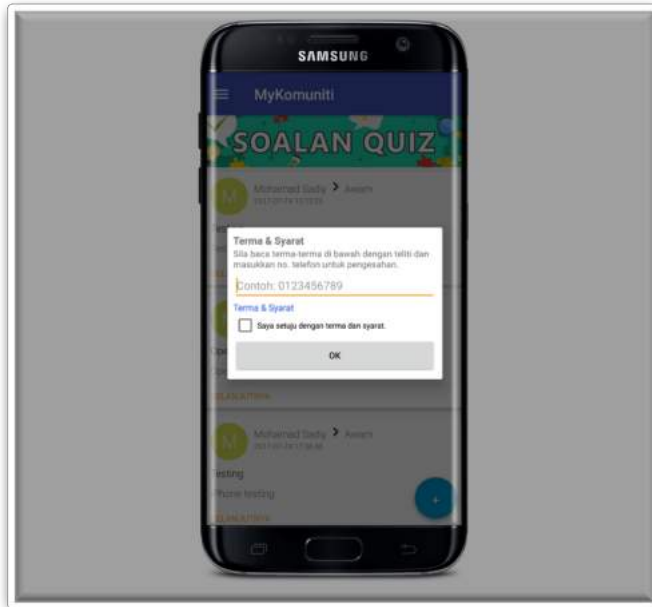 SAMSUNG
MyKomuniti
SOALAN QUIZ
M
Mohamad Sadiy > Awam
Terma & Syarat
Sila baca terma-terma di bawah dengan teliti dan
masukkan no. telefon untuk pengesahan.
Contoh: 0123456789
Terma & Syarat
Saya setuju dengan terma dan syarat.
OK
M
Mohamad Sadiy > Awam
Testing
Phone testing
+